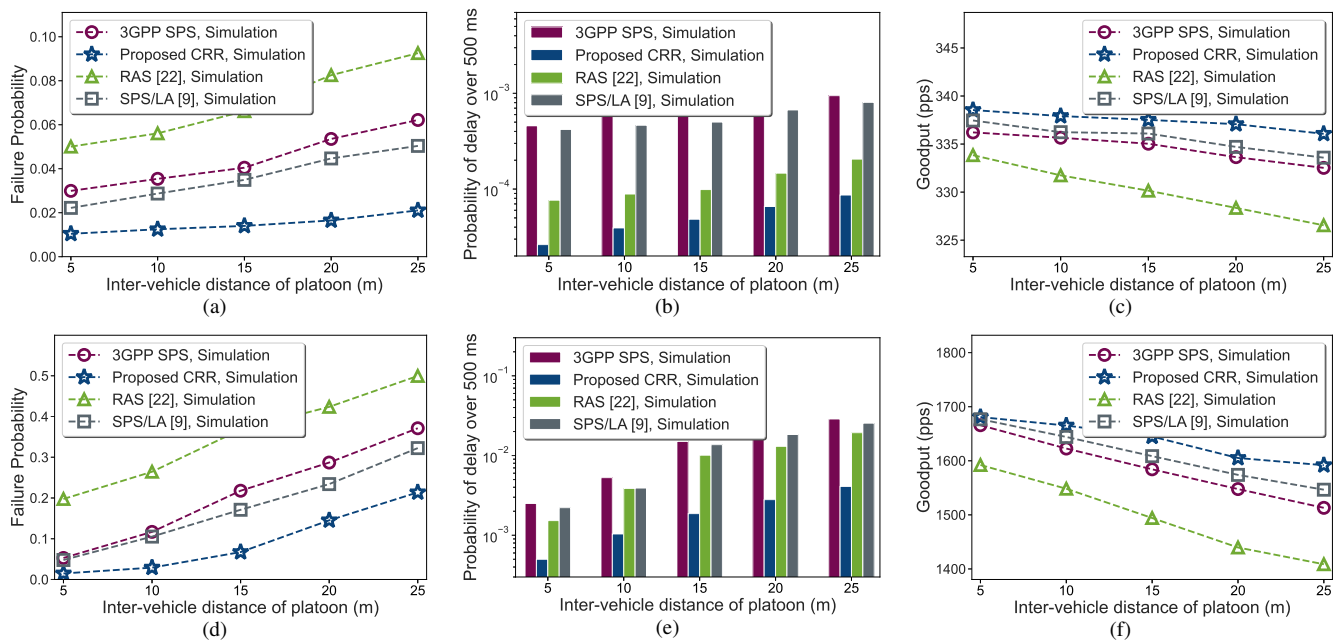 0.10
0.08
0.06
0.04
0.02
0.00
Failure Probability
3GPP SPS, Simulation
Proposed CRR, Simulation
RAS [22], Simulation
SPS/LA [9], Simulation
5 10 15 20 25
Inter-vehicle distance of platoon (m)
(a)
10⁻³
10⁻⁴
Probability of delay over 500 ms
3GPP SPS, Simulation
Proposed CRR, Simulation
RAS [22], Simulation
SPS/LA [9], Simulation
5 10 15 20 25
Inter-vehicle distance of platoon (m)
(b)
345
340
335
330
325
Goodput (pps)
3GPP SPS, Simulation
Proposed CRR, Simulation
RAS [22], Simulation
SPS/LA [9], Simulation
5 10 15 20 25
Inter-vehicle distance of platoon (m)
(c)
0.5
0.4
0.3
0.2
0.1
0.0
Failure Probability
3GPP SPS, Simulation
Proposed CRR, Simulation
RAS [22], Simulation
SPS/LA [9], Simulation
5 10 15 20 25
Inter-vehicle distance of platoon (m)
(d)
10⁻¹
10⁻²
10⁻³
Probability of delay over 500 ms
3GPP SPS, Simulation
Proposed CRR, Simulation
RAS [22], Simulation
SPS/LA [9], Simulation
5 10 15 20 25
Inter-vehicle distance of platoon (m)
(e)
1800
1700
1600
1500
1400
Goodput (pps)
3GPP SPS, Simulation
Proposed CRR, Simulation
RAS [22], Simulation
SPS/LA [9], Simulation
5 10 15 20 25
Inter-vehicle distance of platoon (m)
(f)